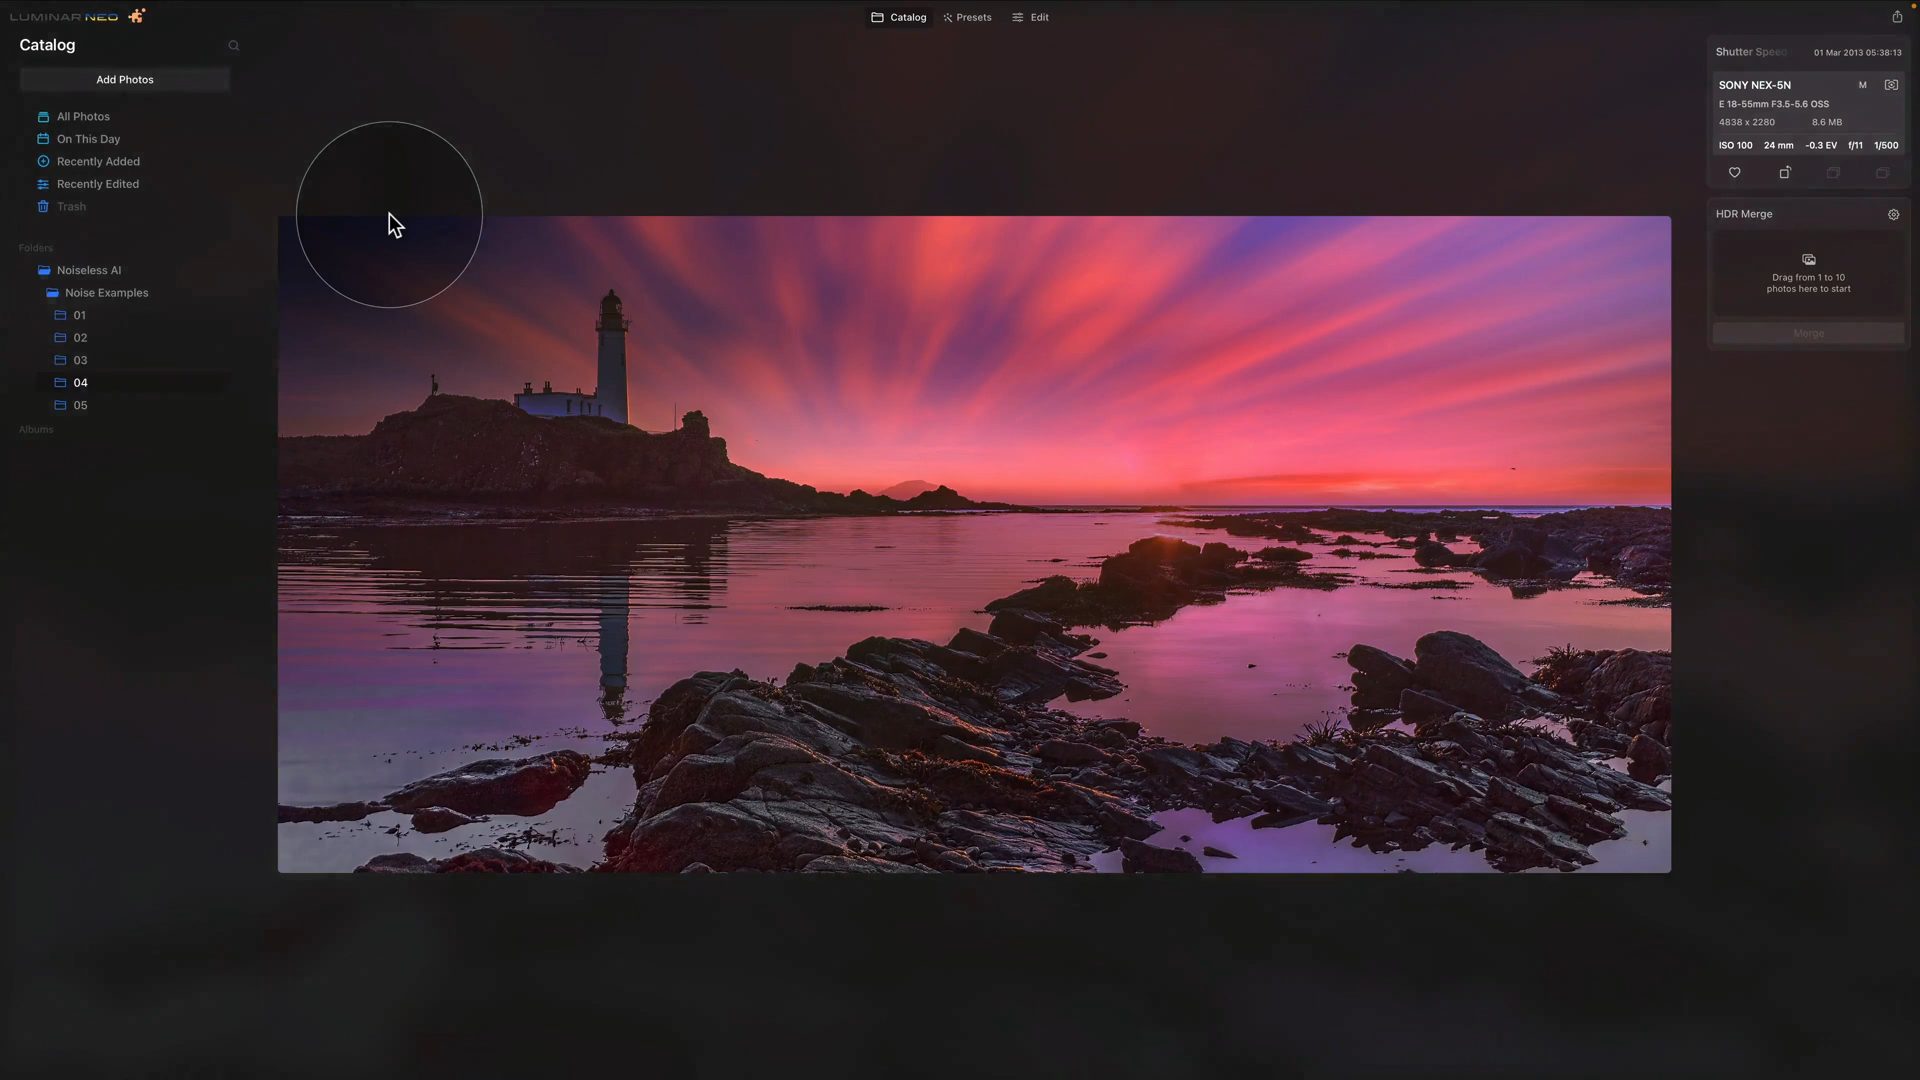 LUMINAR NEO
Catalog
Presets
Edit
Catalog
Add Photos
All Photos
On This Day
Recently Added
Recently Edited
Trash
Folders
Noiseless AI
Noise Examples
01
02
03
04
05
Albums
Shutter Speed 01 Mar 2013 05:38:13
SONY NEX-5N M
E 18-55mm F3.5-5.6 OSS
4838 x 2280 8.6 MB
ISO 100 24 mm -0.3 EV f/11 1/500
HDR Merge
Drag from 1 to 10
photos here to start
Merge